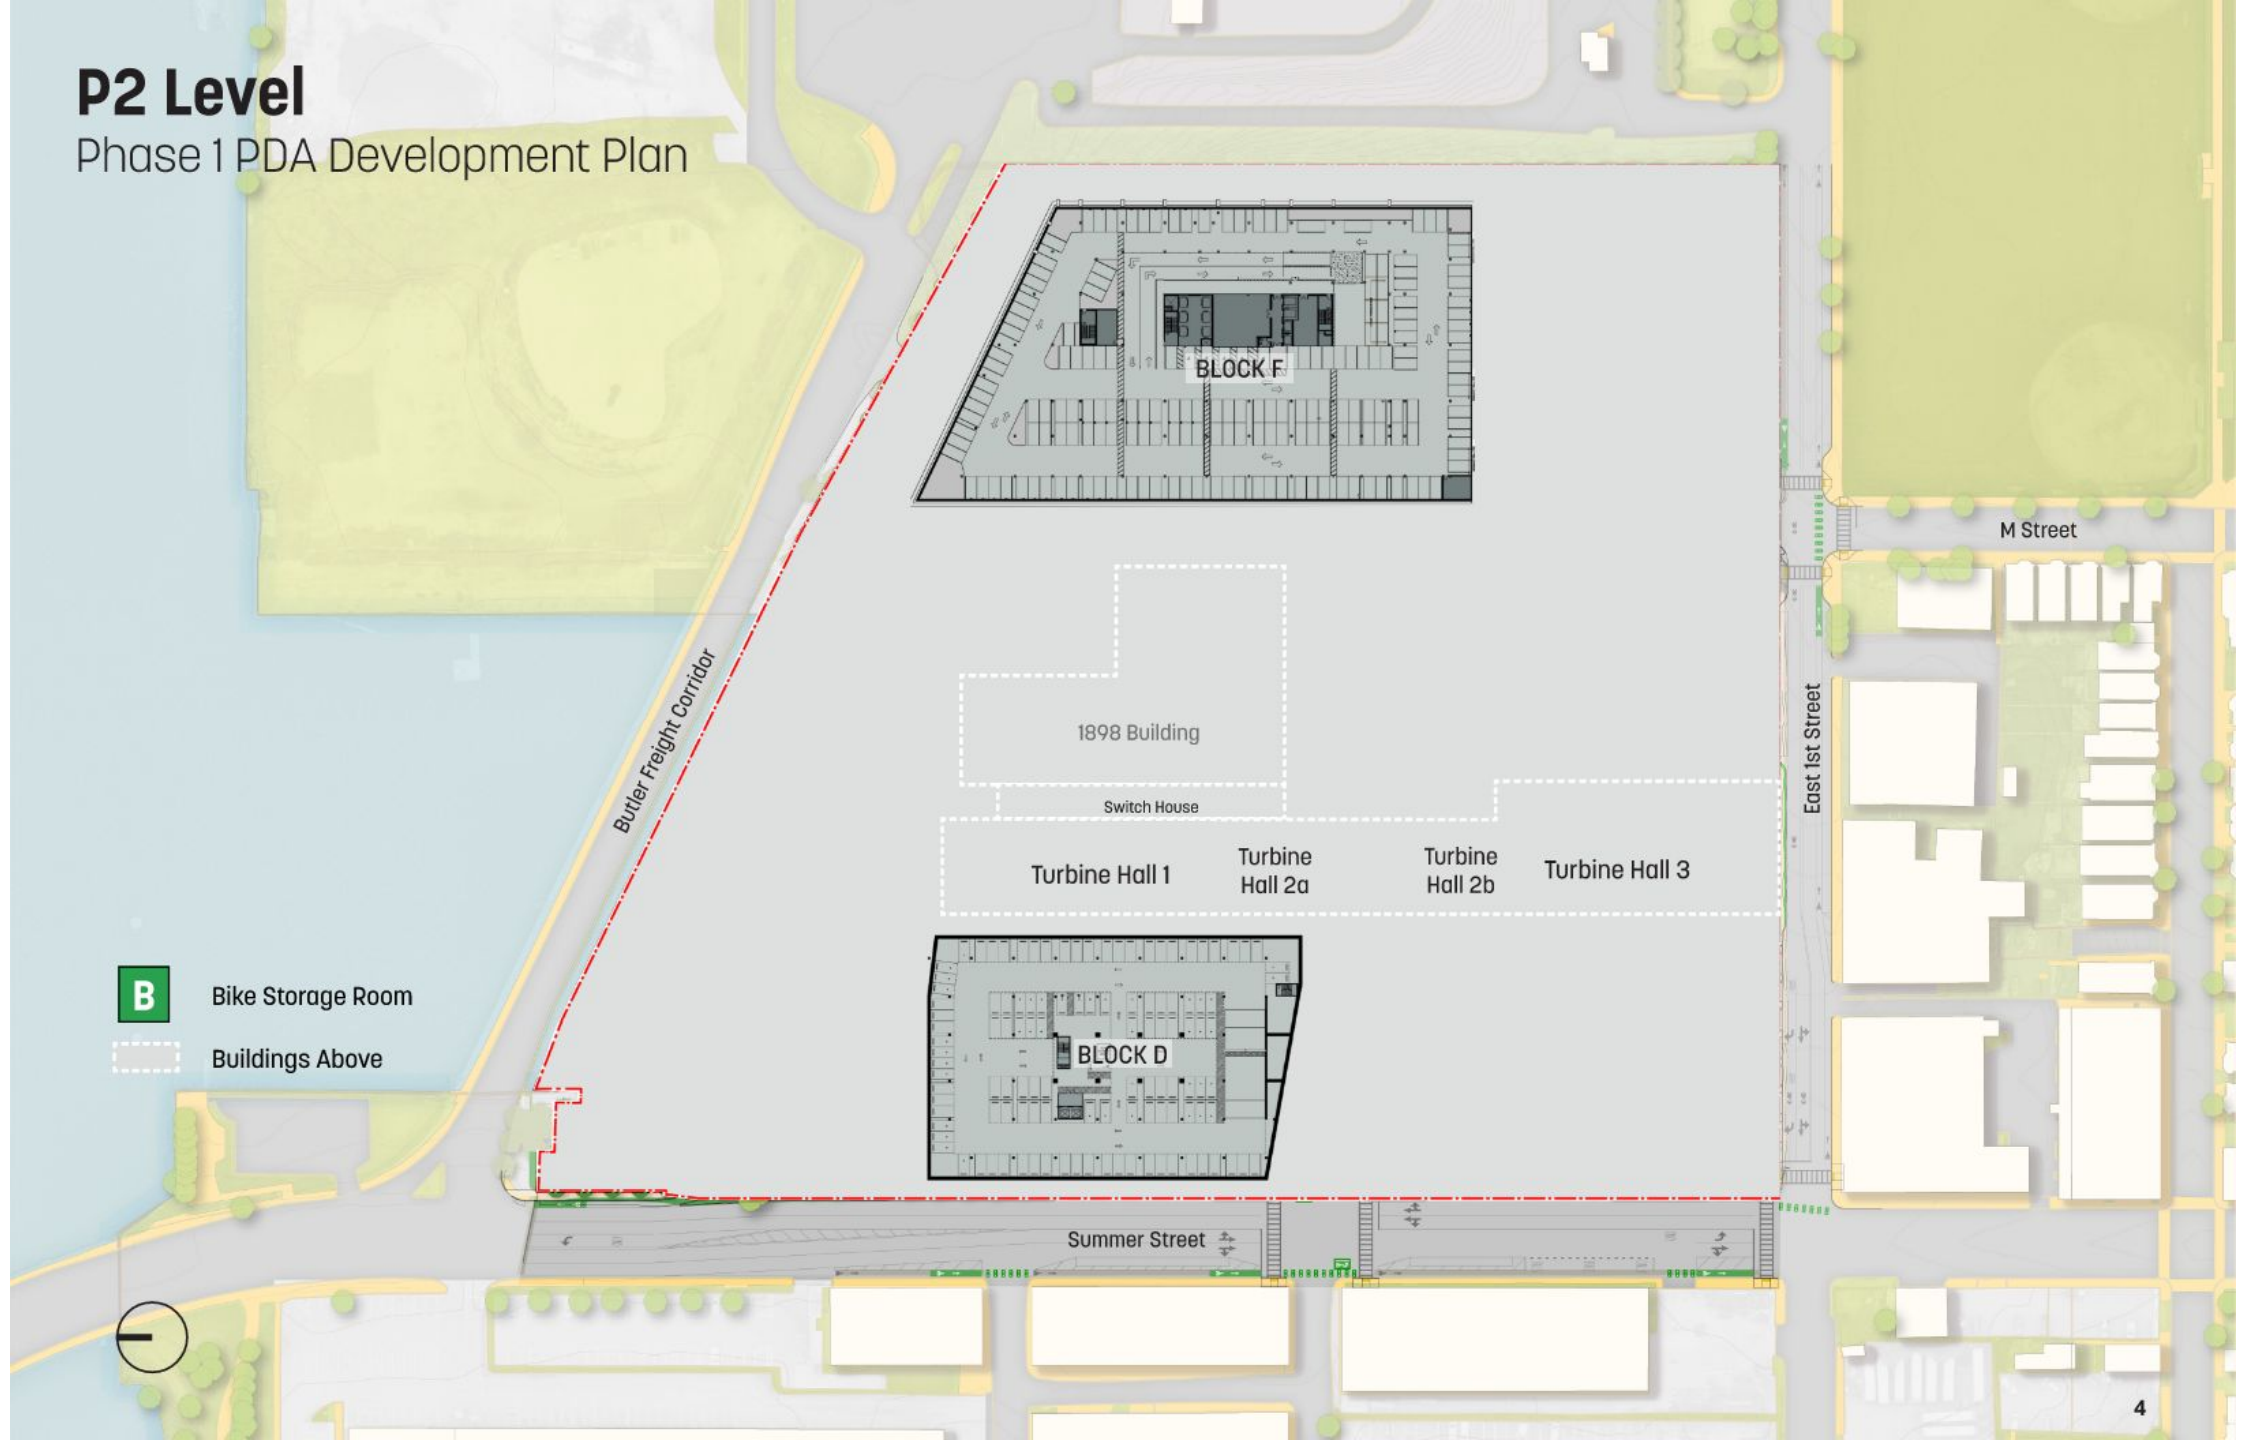 P2 Level
Phase 1 PDA Development Plan
BLOCK F
M Street
Butler Freight Corridor
1898 Building
East 1st Street
Switch House
Turbine Hall 1
Turbine
Hall 2a
Turbine
Hall 2b
Turbine Hall 3
B
Bike Storage Room
Buildings Above
BLOCK D
Summer Street
4